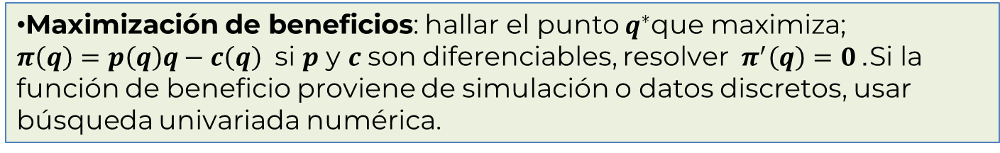 •Maximización de beneficios: hallar el punto q*que maximiza;
π(q) = p(q)q − c(q) si p y c son diferenciables, resolver π′(q) = 0 .Si la
función de beneficio proviene de simulación o datos discretos, usar
búsqueda univariada numérica.